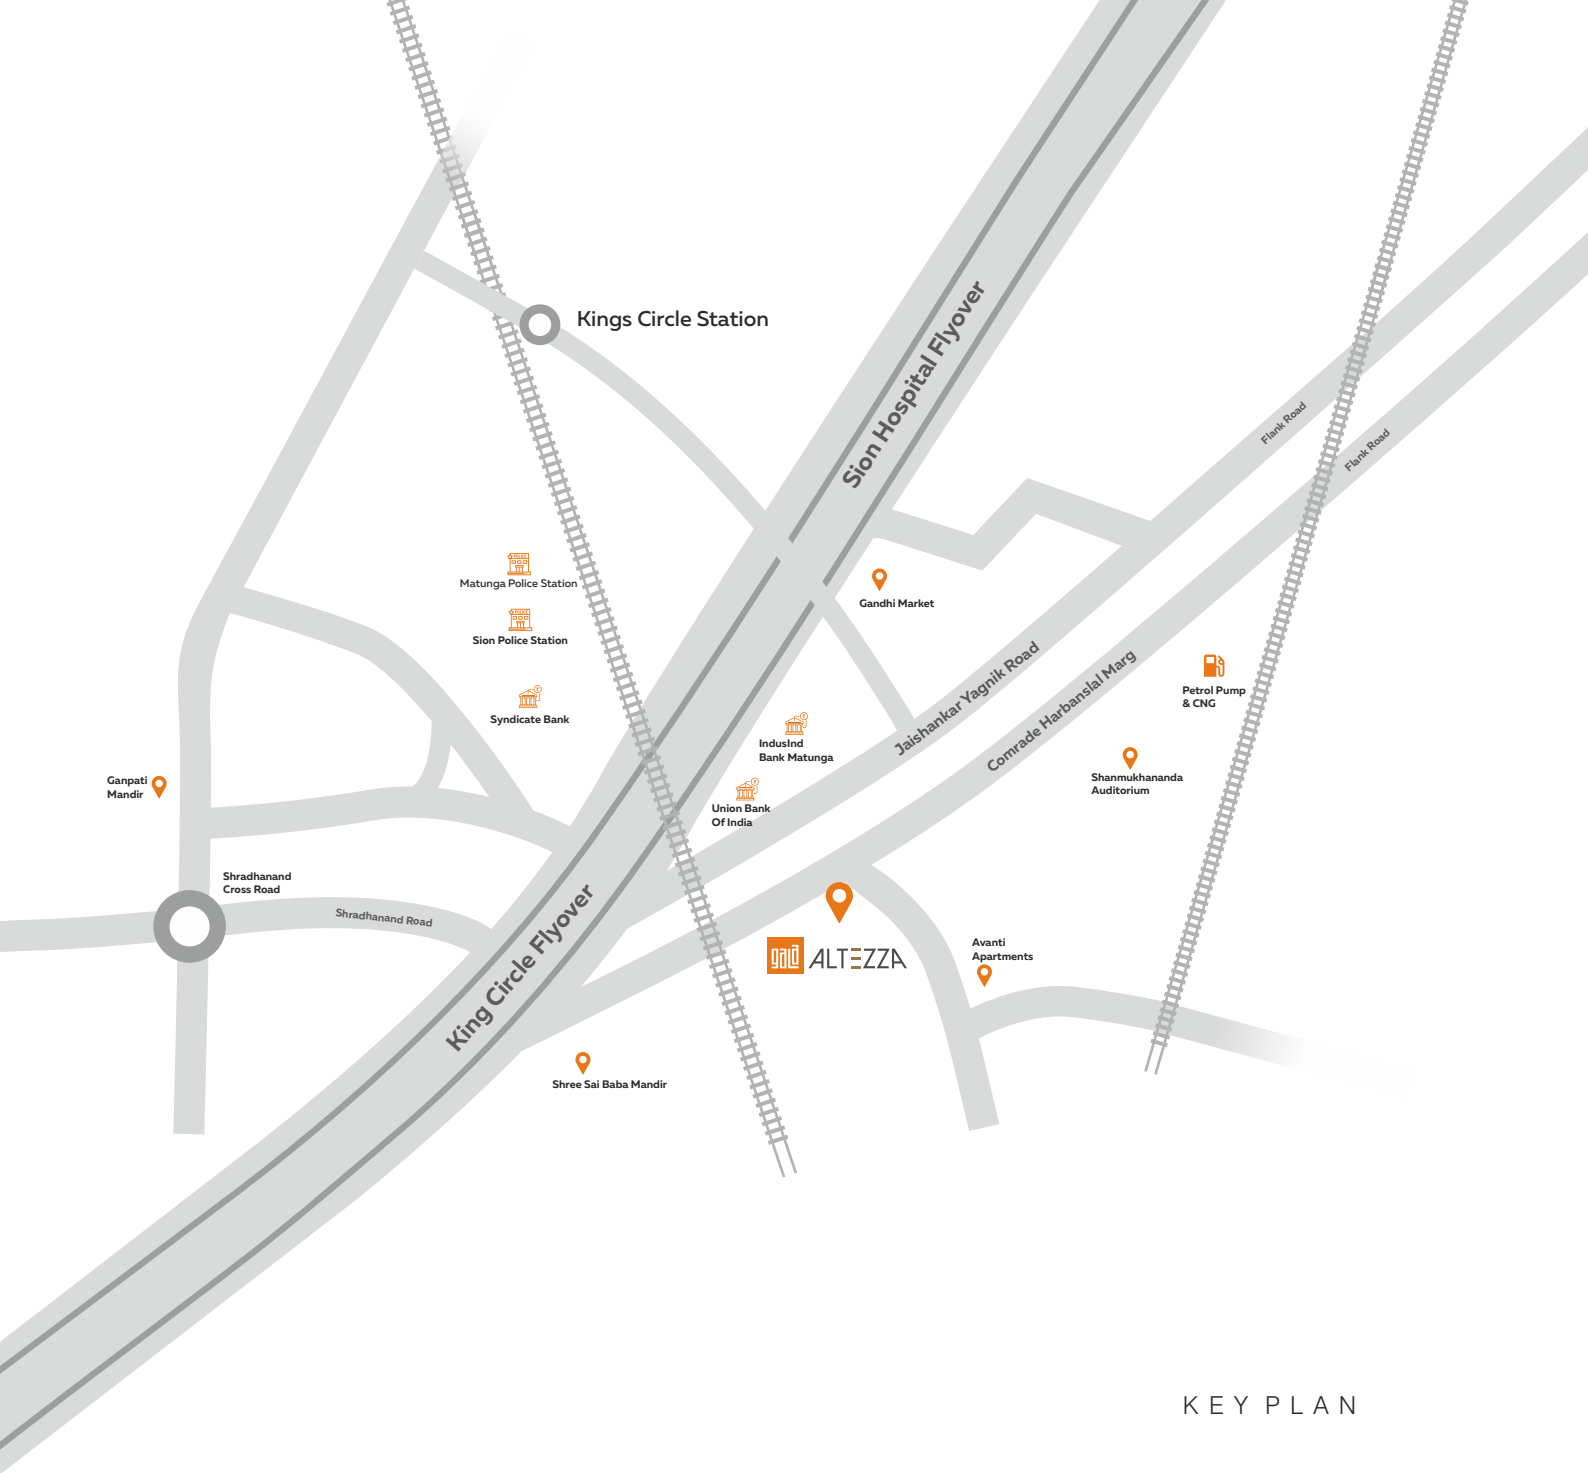 Kings Circle Station
Sion Hospital Flyover
Flank Road
Flank Road
Matunga Police Station
Gandhi Market
Sion Police Station
Jaishankar Yagnik Road
Comrade Harbanslal Marg
Petrol Pump
& CNG
Syndicate Bank
IndusInd
Bank Matunga
Shanmukhananda
Auditorium
Ganpati
Mandir
Union Bank
Of India
Shradhanand
Cross Road
Shradhanand Road
King Circle Flyover
gala ALTEZZA
Avanti
Apartments
Shree Sai Baba Mandir
KEY PLAN